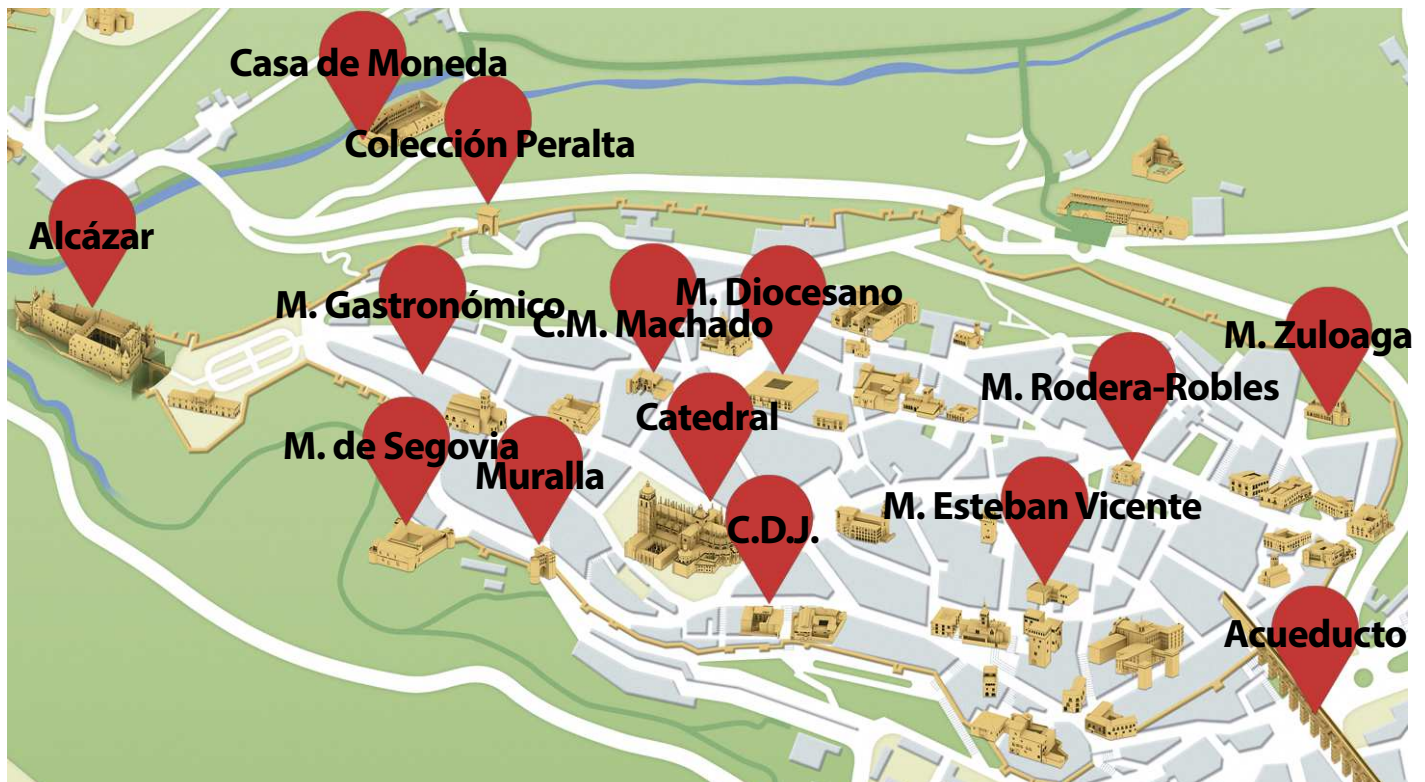 Casa de Moneda
Colección Peralta
Alcázar
M. Gastronómico
M. Diocesano
C.M. Machado
M. Zuloaga
M. Rodera-Robles
Catedral
M. de Segovia
Muralla
M. Esteban Vicente
C.D.J.
Acueducto